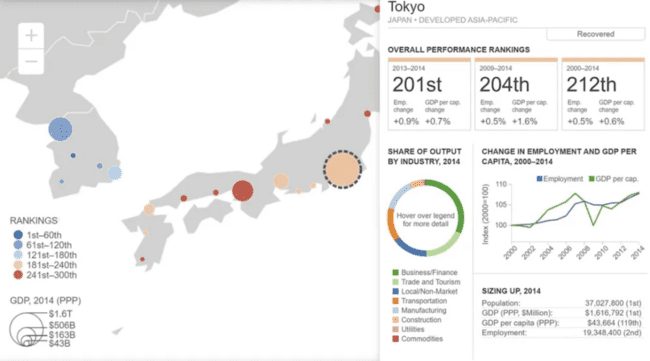 +
−
RANKINGS
1st–60th
61st–120th
121st–180th
181st–240th
241st–300th
GDP, 2014 (PPP)
$1.6T
$506B
$163B
$43B
Tokyo
JAPAN • DEVELOPED ASIA-PACIFIC
Recovered
OVERALL PERFORMANCE RANKINGS
2013–2014
201st
Emp. change
GDP per cap. change
+0.9%
+0.7%
2009–2014
204th
Emp. change
GDP per cap. change
+0.5%
+1.6%
2000–2014
212th
Emp. change
GDP per cap. change
+0.5%
+0.6%
SHARE OF OUTPUT
BY INDUSTRY, 2014
Hover over legend
for more detail
Business/Finance
Trade and Tourism
Local/Non-Market
Transportation
Manufacturing
Construction
Utilities
Commodities
CHANGE IN EMPLOYMENT AND GDP PER
CAPITA, 2000–2014
Employment
GDP per cap.
Index (2000=100)
110
105
100
2000
2002
2004
2006
2008
2010
2012
2014
SIZING UP, 2014
Population: 37,027,800 (1st)
GDP (PPP, $Million): $1,616,792 (1st)
GDP per capita (PPP): $43,664 (119th)
Employment: 19,348,400 (2nd)